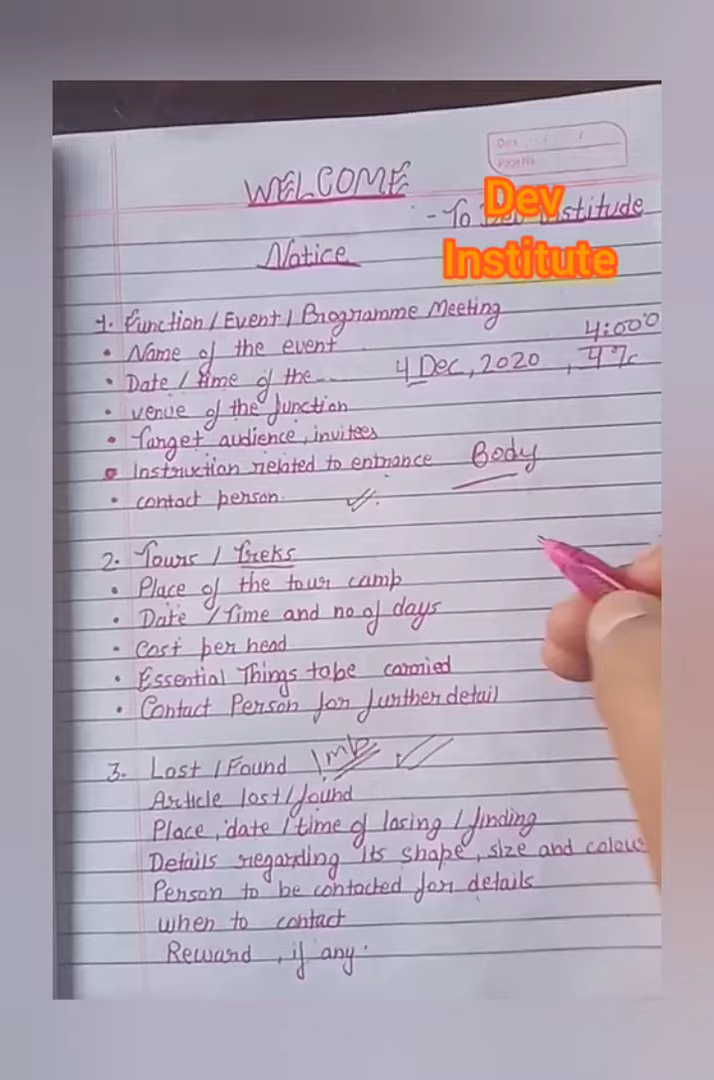 Date / /
Page No.
WELCOME
- To Dev Institude
Dev
Institute
Notice
1. Function / Event / Programme Meeting
• Name of the event
4:00
• Date / time of the ... 4 Dec, 2020 ,
• venue of the function
• Target audience, invitees
• Instruction related to entrance Body
• contact person.
2. Tours / Treks
• Place of the tour camp
• Date / Time and no of days
• Cost per head
• Essential Things to be carried
• Contact Person for further detail
3. Lost / Found Imp
Article lost / found
Place, date / time of losing / finding
Details regarding Its shape, size and colour
Person to be contacted for details
when to contact
Reward, if any.